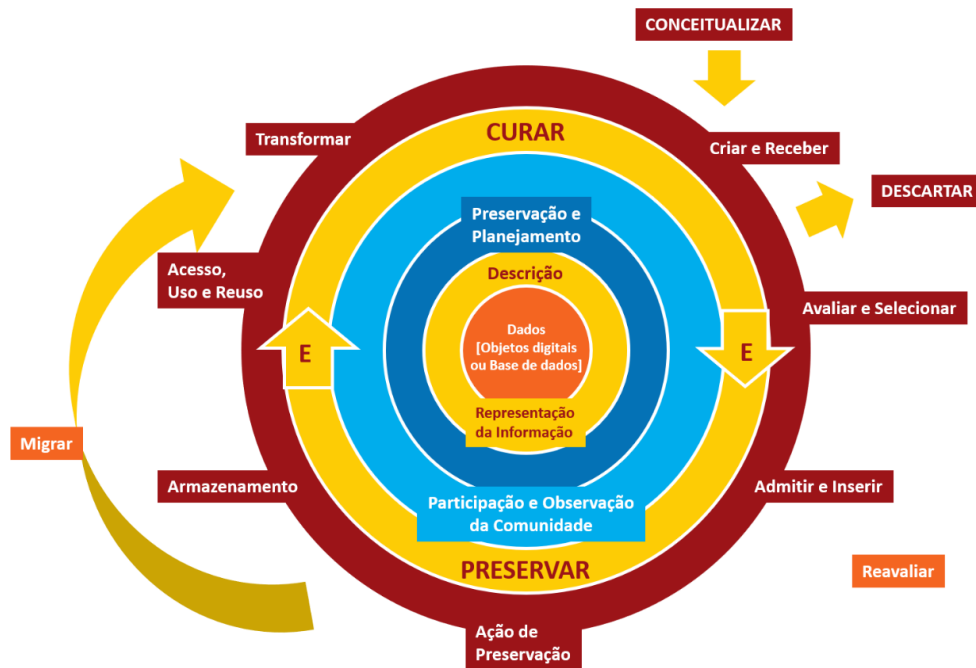 CONCEITUALIZAR
Transformar
CURAR
Criar e Receber
DESCARTAR
Preservação e
Planejamento
Acesso,
Uso e Reuso
Descrição
Avaliar e Selecionar
Dados
[Objetos digitais
ou Base de dados]
E
E
Representação
da Informação
Migrar
Armazenamento
Participação e Observação
da Comunidade
Admitir e Inserir
PRESERVAR
Reavaliar
Ação de
Preservação